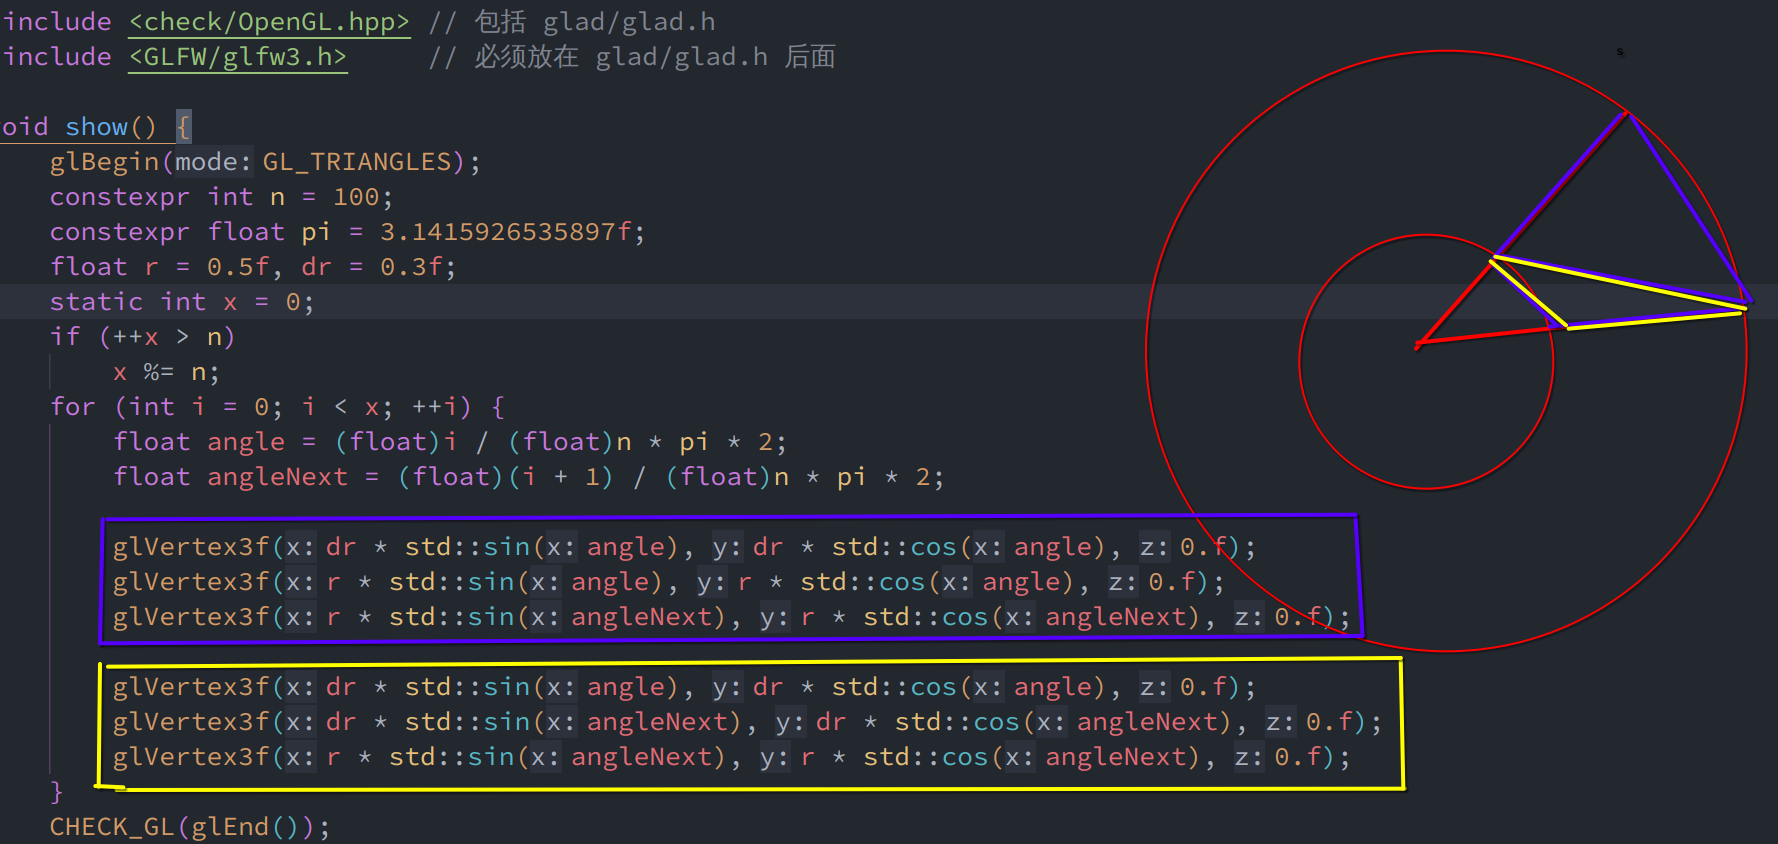 include <check/OpenGL.hpp> // 包括 glad/glad.h
include <GLFW/glfw3.h>     // 必须放在 glad/glad.h 后面
s
oid show() {
glBegin(mode: GL_TRIANGLES);
constexpr int n = 100;
constexpr float pi = 3.1415926535897f;
float r = 0.5f, dr = 0.3f;
static int x = 0;
if (++x > n)
x %= n;
for (int i = 0; i < x; ++i) {
float angle = (float)i / (float)n * pi * 2;
float angleNext = (float)(i + 1) / (float)n * pi * 2;
glVertex3f(x: dr * std::sin(x: angle), y: dr * std::cos(x: angle), z: 0.f);
glVertex3f(x: r * std::sin(x: angle), y: r * std::cos(x: angle), z: 0.f);
glVertex3f(x: r * std::sin(x: angleNext), y: r * std::cos(x: angleNext), z: 0.f);
glVertex3f(x: dr * std::sin(x: angle), y: dr * std::cos(x: angle), z: 0.f);
glVertex3f(x: dr * std::sin(x: angleNext), y: dr * std::cos(x: angleNext), z: 0.f);
glVertex3f(x: r * std::sin(x: angleNext), y: r * std::cos(x: angleNext), z: 0.f);
}
CHECK_GL(glEnd());